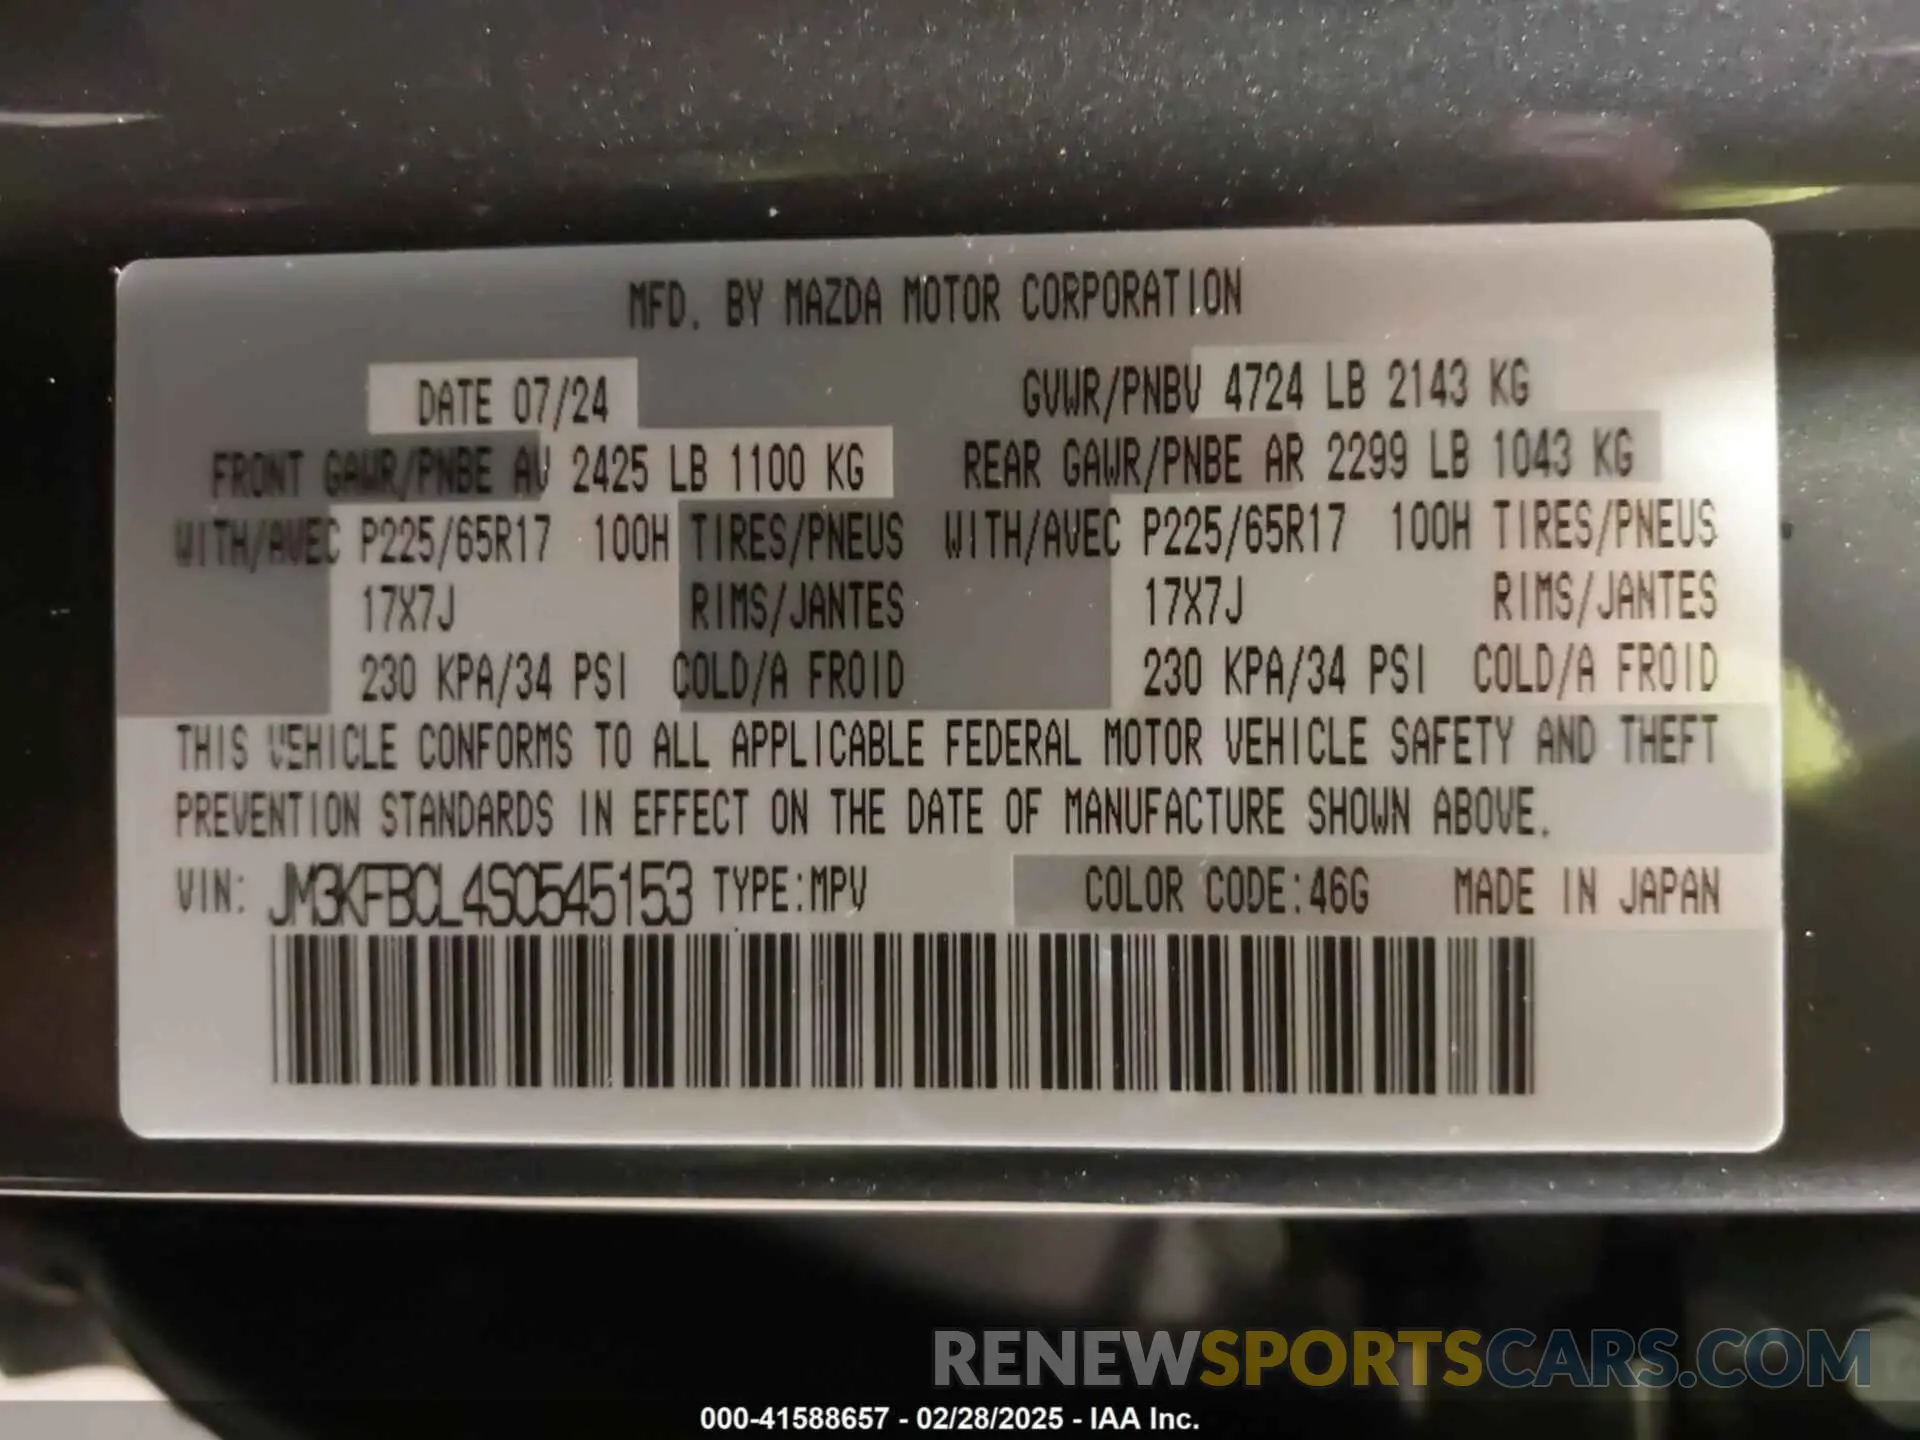 MFD. BY MAZDA MOTOR CORPORATION
DATE 07/24 GVWR/PNBV 4724 LB 2143 KG
FRONT GAWR/PNBE AV 2425 LB 1100 KG REAR GAWR/PNBE AR 2299 LB 1043 KG
WITH/AVEC P225/65R17 100H TIRES/PNEUS WITH/AVEC P225/65R17 100H TIRES/PNEUS
17X7J RIMS/JANTES 17X7J RIMS/JANTES
230 KPA/34 PSI COLD/A FROID 230 KPA/34 PSI COLD/A FROID
THIS VEHICLE CONFORMS TO ALL APPLICABLE FEDERAL MOTOR VEHICLE SAFETY AND THEFT
PREVENTION STANDARDS IN EFFECT ON THE DATE OF MANUFACTURE SHOWN ABOVE.
VIN: JM3KFBCL4S0545153 TYPE:MPV COLOR CODE:46G MADE IN JAPAN
RENEWSPORTSCARS.COM
000-41588657 - 02/28/2025 - IAA Inc.